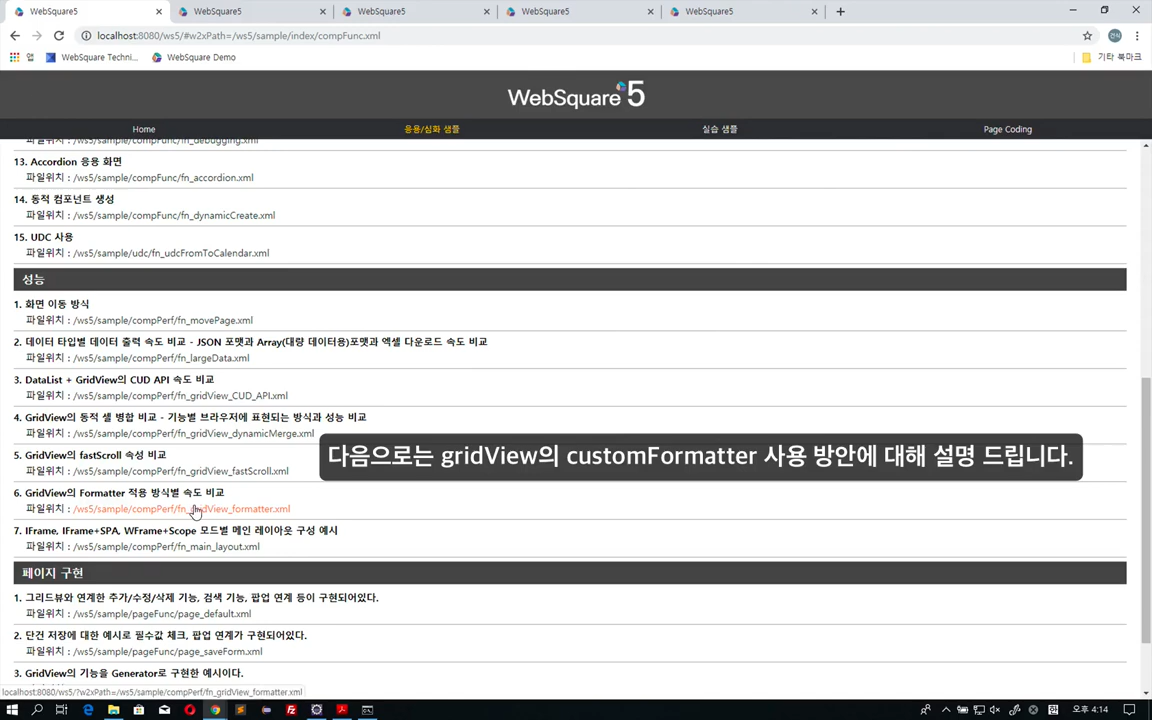 WebSquare5
WebSquare5
WebSquare5
WebSquare5
WebSquare5
localhost:8080/ws5/#w2xPath=/ws5/sample/index/compFunc.xml
앱
WebSquare Techni...
WebSquare Demo
기타 북마크
WebSquare 5
Home
응용/심화 샘플
실습 샘플
Page Coding
파일위치 : /ws5/sample/compFunc/fn_debugging.xml
13. Accordion 응용 화면
파일위치 : /ws5/sample/compFunc/fn_accordion.xml
14. 동적 컴포넌트 생성
파일위치 : /ws5/sample/compFunc/fn_dynamicCreate.xml
15. UDC 사용
파일위치 : /ws5/sample/udc/fn_udcFromToCalendar.xml
성능
1. 화면 이동 방식
파일위치 : /ws5/sample/compPerf/fn_movePage.xml
2. 데이터 타입별 데이터 출력 속도 비교 - JSON 포맷과 Array(대량 데이터용)포맷과 엑셀 다운로드 속도 비교
파일위치 : /ws5/sample/compPerf/fn_largeData.xml
3. DataList + GridView의 CUD API 속도 비교
파일위치 : /ws5/sample/compPerf/fn_gridView_CUD_API.xml
4. GridView의 동적 셀 병합 비교 - 기능별 브라우저에 표현되는 방식과 성능 비교
파일위치 : /ws5/sample/compPerf/fn_gridView_dynamicMerge.xml
다음으로는 gridView의 customFormatter 사용 방안에 대해 설명 드립니다.
5. GridView의 fastScroll 속성 비교
파일위치 : /ws5/sample/compPerf/fn_gridView_fastScroll.xml
6. GridView의 Formatter 적용 방식별 속도 비교
파일위치 : /ws5/sample/compPerf/fn_gridView_formatter.xml
7. IFrame, IFrame+SPA, WFrame+Scope 모드별 메인 레이아웃 구성 예시
파일위치 : /ws5/sample/compPerf/fn_main_layout.xml
페이지 구현
1. 그리드뷰와 연계한 추가/수정/삭제 기능, 검색 기능, 팝업 연계 등이 구현되어있다.
파일위치 : /ws5/sample/pageFunc/page_default.xml
2. 단건 저장에 대한 예시로 필수값 체크, 팝업 연계가 구현되어있다.
파일위치 : /ws5/sample/pageFunc/page_saveForm.xml
3. GridView의 기능을 Generator로 구현한 예시이다.
localhost:8080/ws5/?w2xPath=/ws5/sample/compPerf/fn_gridView_formatter.xml
오후 4:14